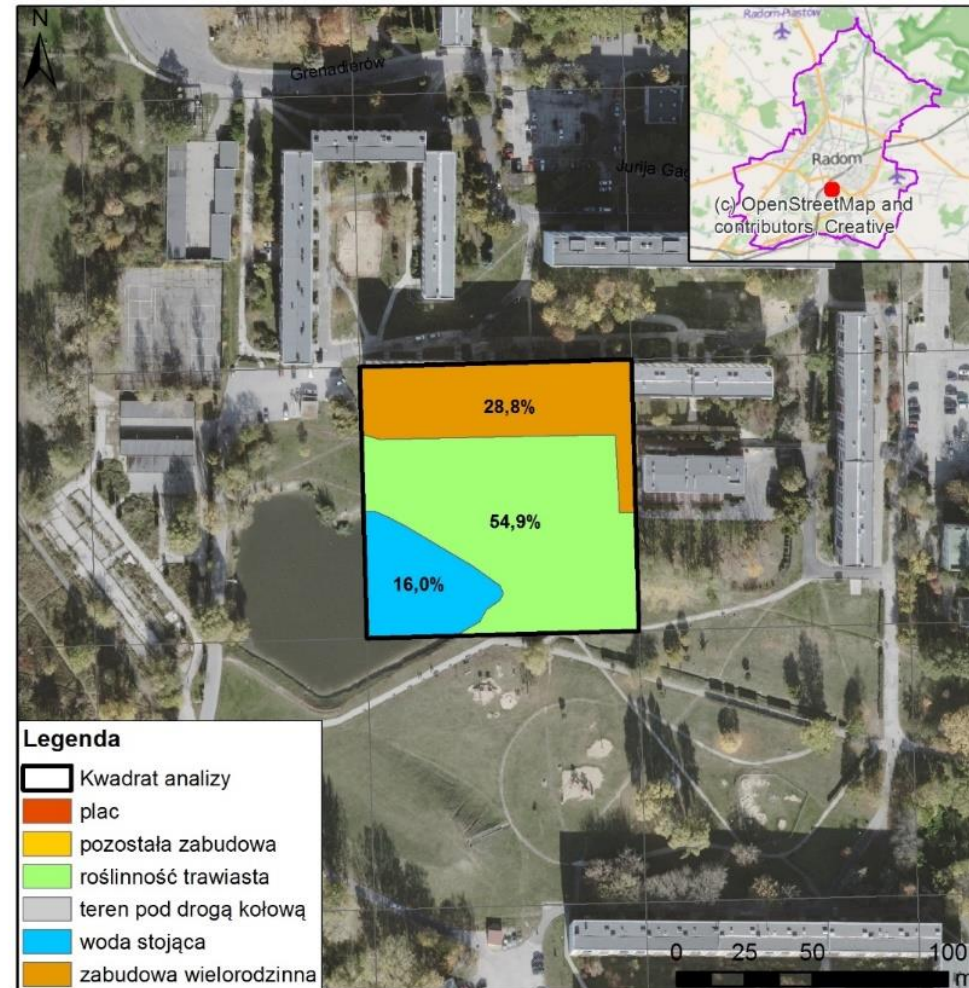 N
Grenadierów
Jurija Gag
Radom-Piastów
Radom
(c) OpenStreetMap and
contributors, Creative
28,8%
54,9%
16,0%
Legenda
Kwadrat analizy
plac
pozostała zabudowa
roślinność trawiasta
teren pod drogą kołową
woda stojąca
zabudowa wielorodzinna
0 25 50 100
m